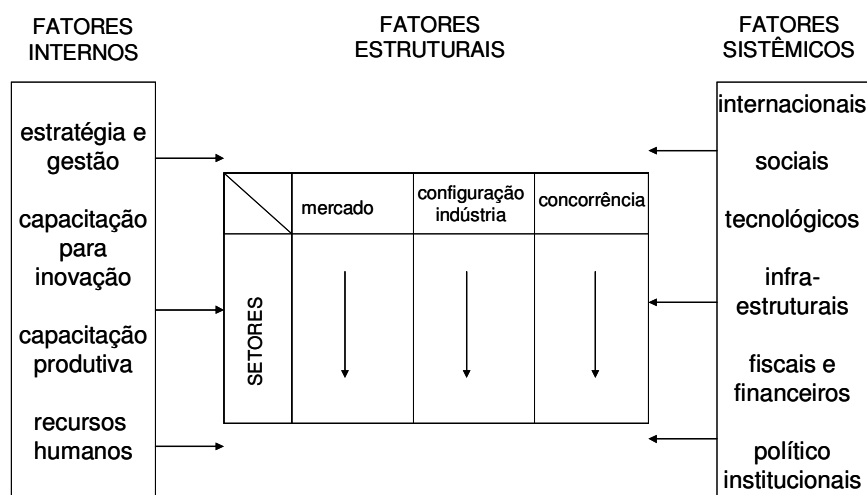 FATORES
INTERNOS
estratégia e
gestão
capacitação
para
inovação
capacitação
produtiva
recursos
humanos
FATORES
ESTRUTURAIS
mercado
configuração
indústria
concorrência
SETORES
FATORES
SISTÊMICOS
internacionais
sociais
tecnológicos
infra-
estruturais
fiscais e
financeiros
político
institucionais